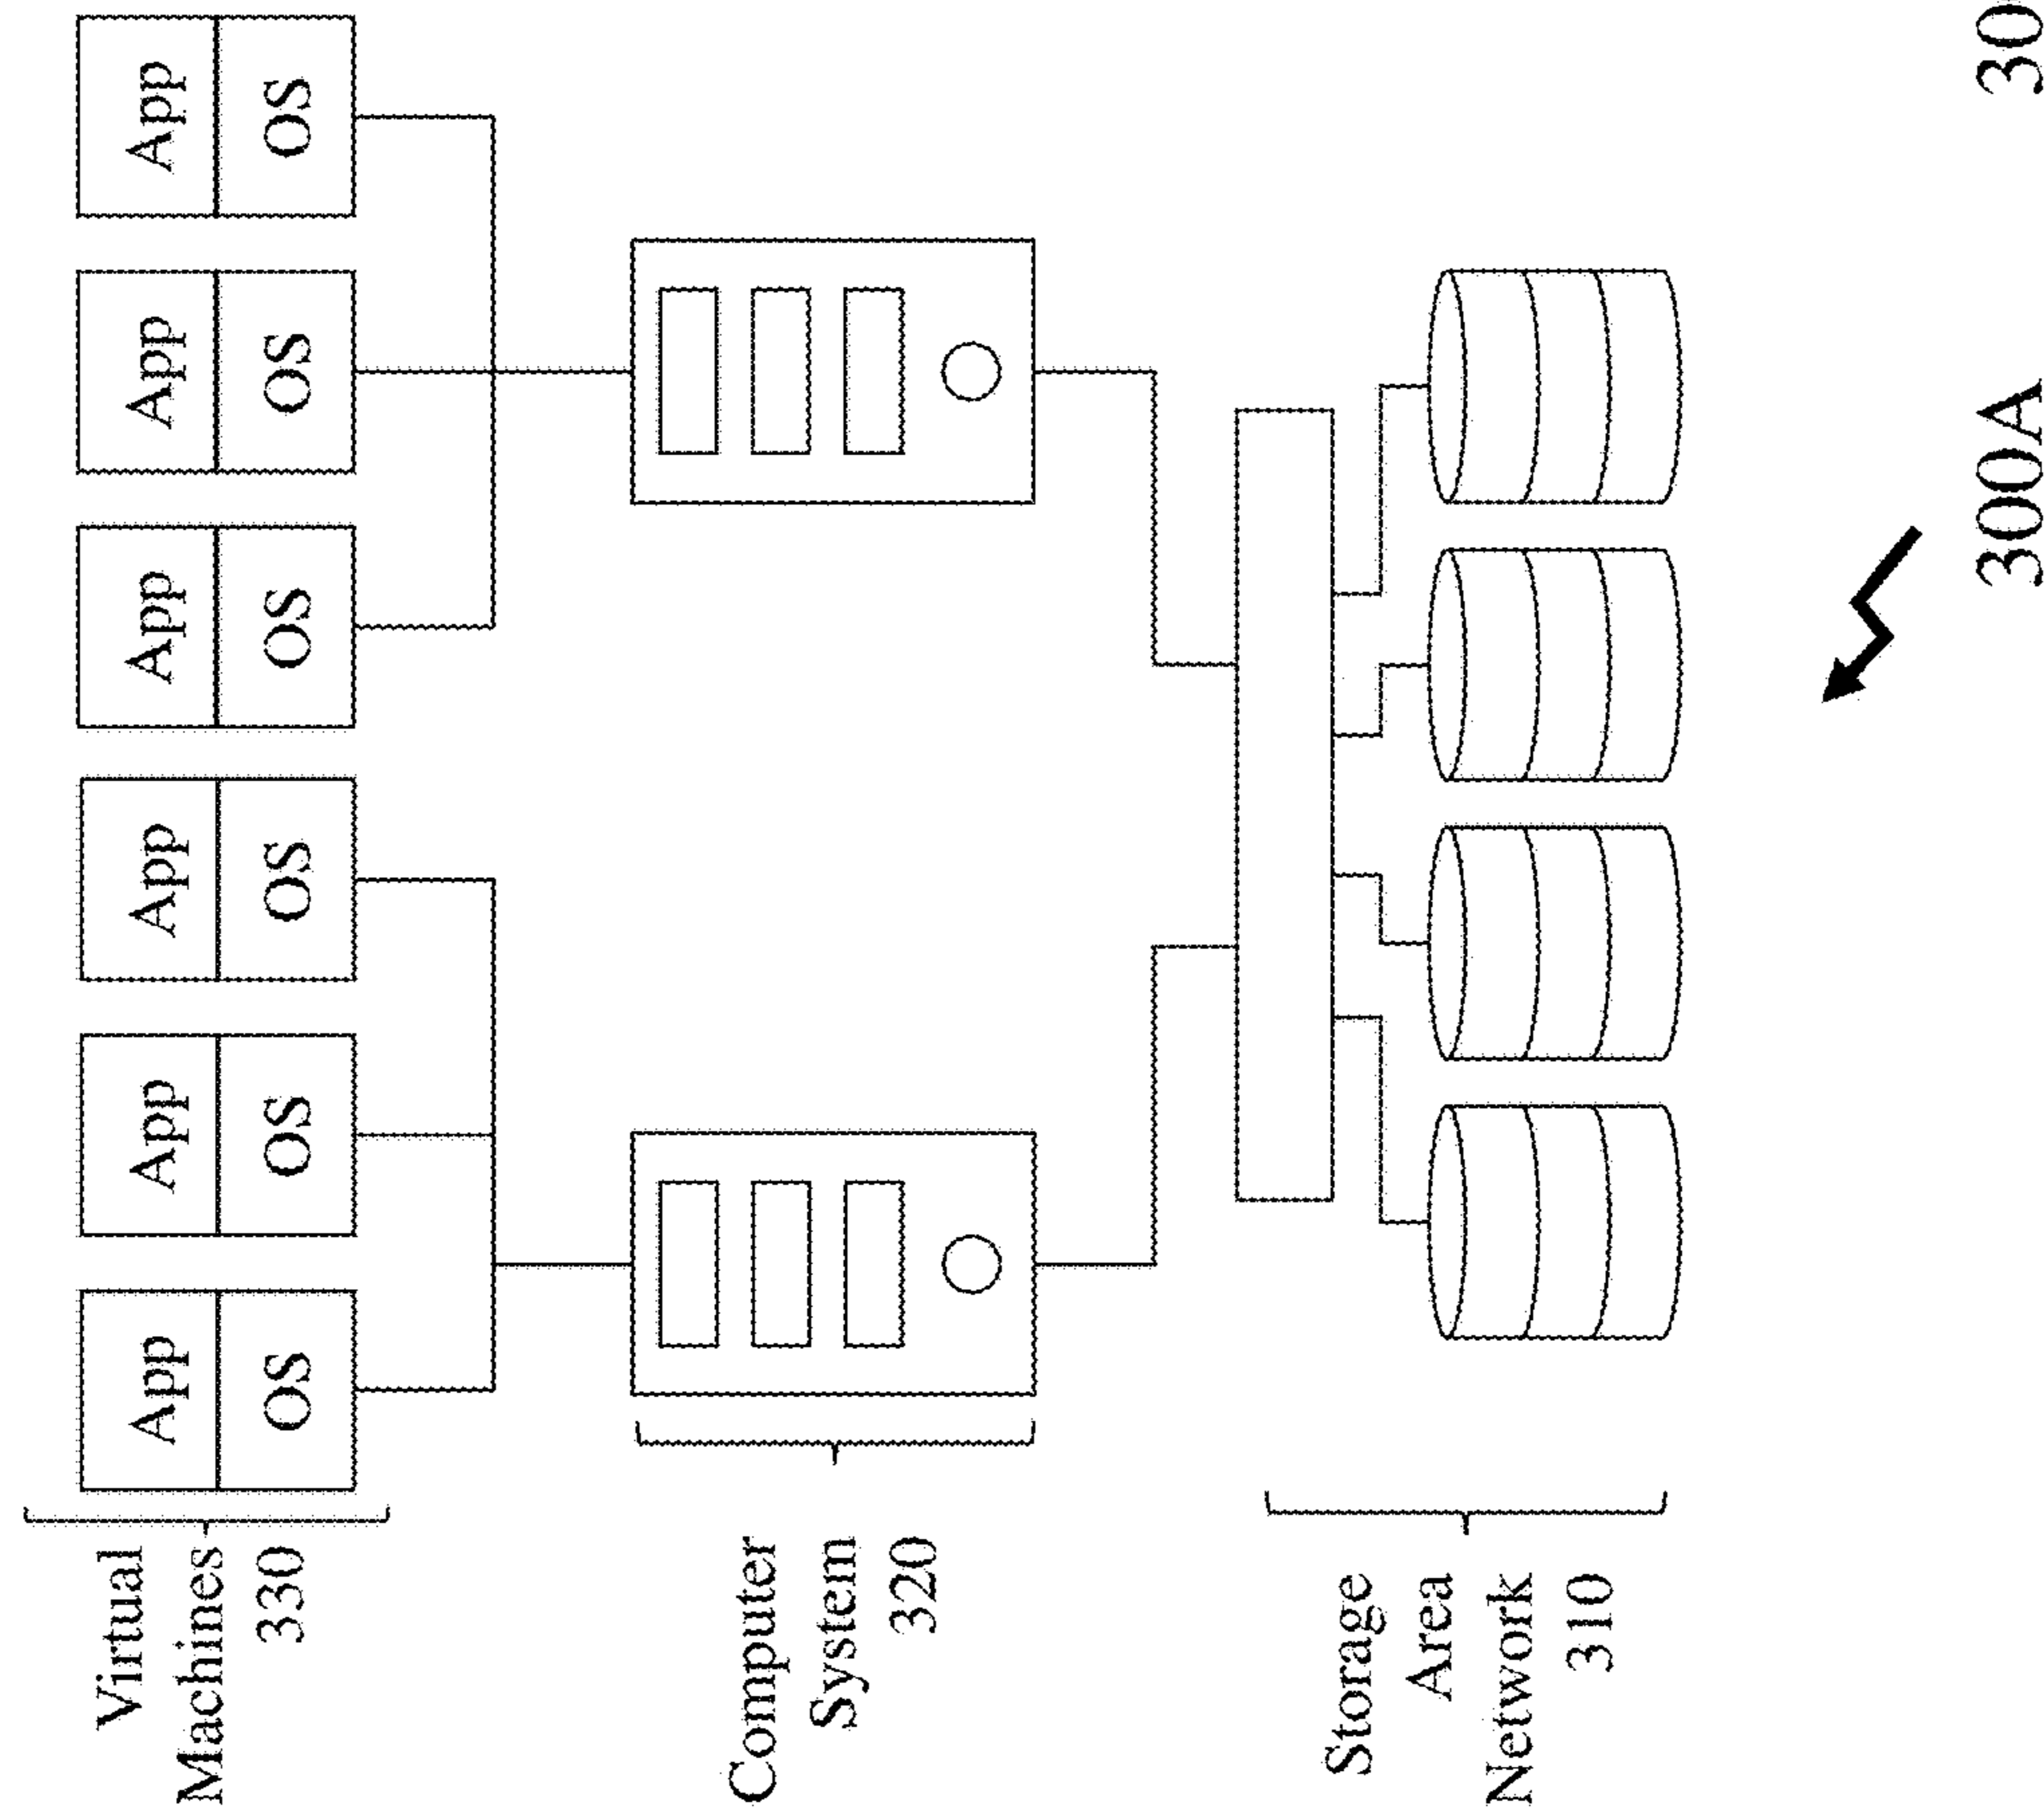 Virtual
Machines
330
App App App App App App
OS OS OS OS OS OS
Computer
System
320
Storage
Area
Network
310
300A
30